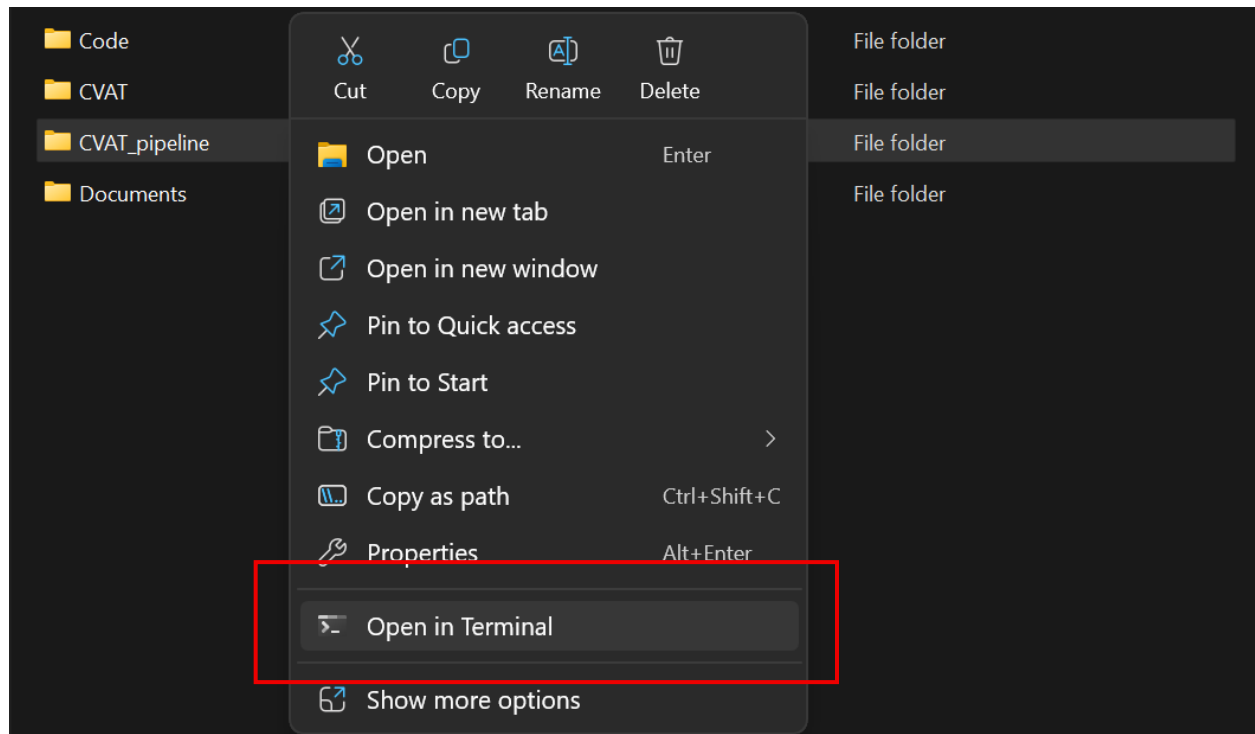 Code
File folder
CVAT
File folder
CVAT_pipeline
File folder
Documents
File folder
Cut
Copy
Rename
Delete
Open Enter
Open in new tab
Open in new window
Pin to Quick access
Pin to Start
Compress to...
Copy as path Ctrl+Shift+C
Properties Alt+Enter
Open in Terminal
Show more options